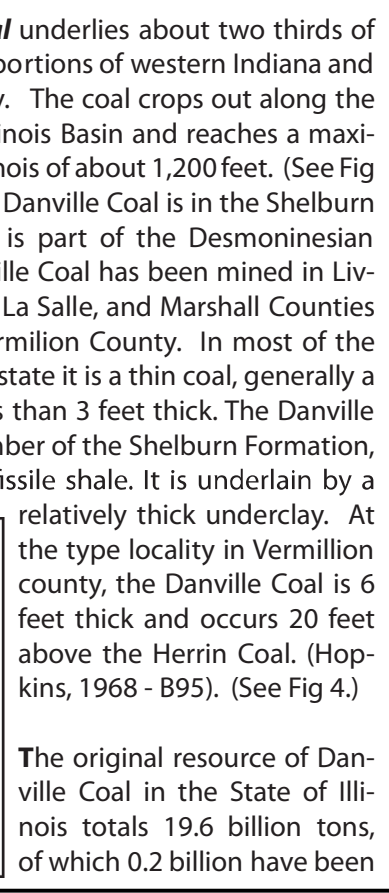 al underlies about two thirds of
portions of western Indiana and
y. The coal crops out along the
inois Basin and reaches a maxi-
nois of about 1,200 feet. (See Fig
Danville Coal is in the Shelburn
is part of the Desmoninesian
ille Coal has been mined in Liv-
La Salle, and Marshall Counties
rmilion County. In most of the
state it is a thin coal, generally a
s than 3 feet thick. The Danville
mber of the Shelburn Formation,
issile shale. It is underlain by a
relatively thick underclay. At
the type locality in Vermillion
county, the Danville Coal is 6
feet thick and occurs 20 feet
above the Herrin Coal. (Hop-
kins, 1968 - B95). (See Fig 4.)
The original resource of Dan-
ville Coal in the State of Illi-
nois totals 19.6 billion tons,
of which 0.2 billion have been